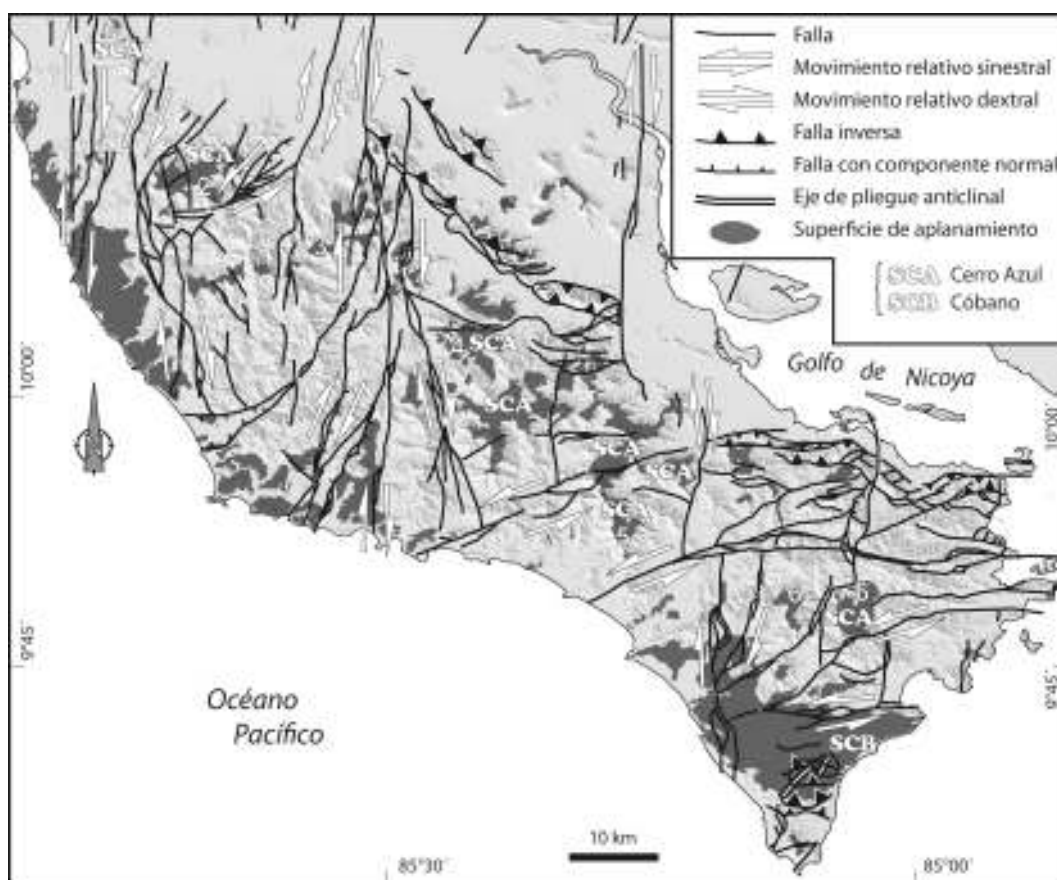 Falla
Movimiento relativo sinestral
Movimiento relativo dextral
Falla inversa
Falla con componente normal
Eje de pliegue anticlinal
Superficie de aplanamiento
SCA Cerro Azul
SCB Cóbano
SCA
SCA
SCA
SCA
SCA
SCA
SCA
SCA
SCB
Golfo de Nicoya
Océano
Pacífico
10°00´
10°00´
9°45´
9°45´
10 km
85°30´
85°00´